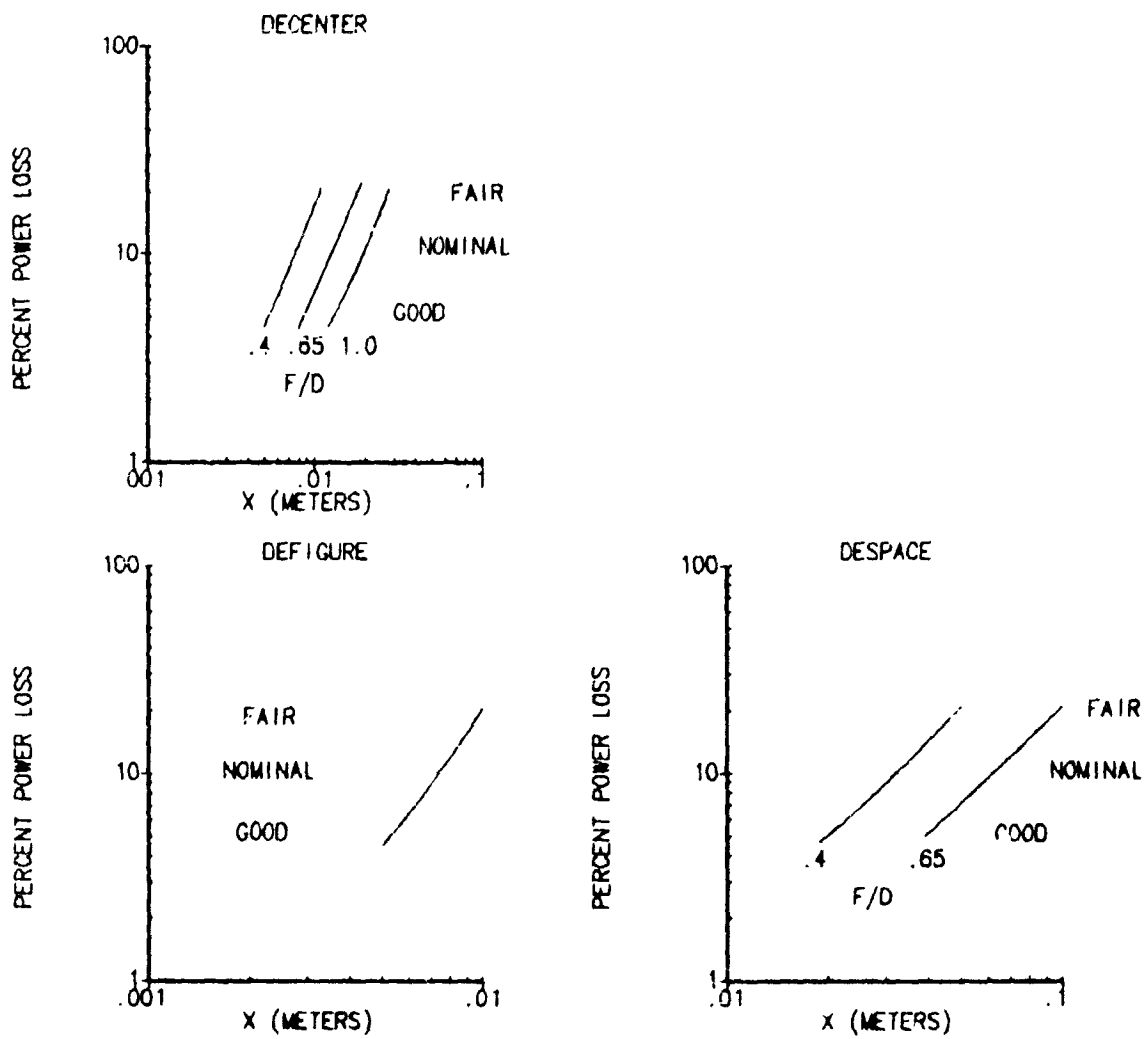 DECENTER
100
10
1
PERCENT POWER LOSS
FAIR
NOMINAL
GOOD
.4 .65 1.0
F/D
.001 .01 .1
X (METERS)
DEFIGURE
100
10
1
PERCENT POWER LOSS
FAIR
NOMINAL
GOOD
.001 .01
X (METERS)
DESPACE
100
10
1
PERCENT POWER LOSS
FAIR
NOMINAL
GOOD
.4 .65
F/D
.01 .1
X (METERS)